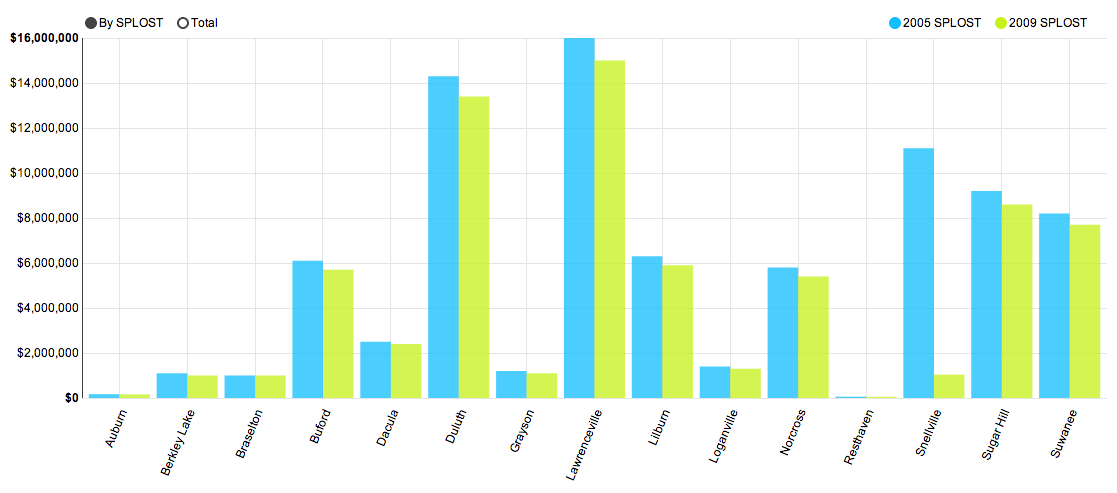 By SPLOST Total 2005 SPLOST 2009 SPLOST
$16,000,000
$14,000,000
$12,000,000
$10,000,000
$8,000,000
$6,000,000
$4,000,000
$2,000,000
$0
Auburn
Berkley Lake
Braselton
Buford
Dacula
Duluth
Grayson
Lawrenceville
Lilburn
Loganville
Norcross
Resthaven
Snellville
Sugar Hill
Suwanee